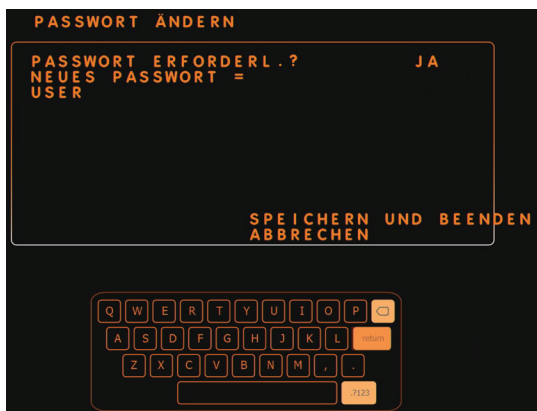 PASSWORT ÄNDERN
PASSWORT ERFORDERL.? JA
NEUES PASSWORT =
USER
SPEICHERN UND BEENDEN
ABBRECHEN
Q W E R T Y U I O P
A S D F G H J K L return
Z X C V B N M , .
.?123